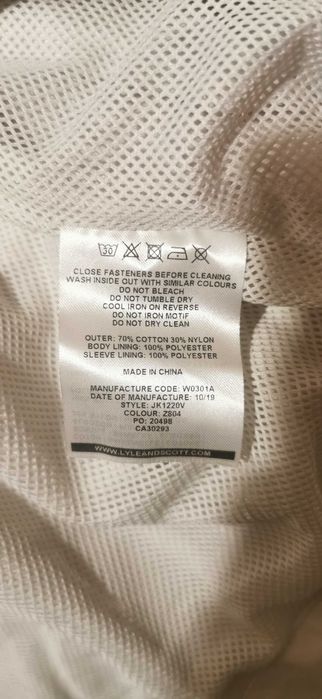 30
CLOSE FASTENERS BEFORE CLEANING
WASH INSIDE OUT WITH SIMILAR COLOURS
DO NOT BLEACH
DO NOT TUMBLE DRY
COOL IRON ON REVERSE
DO NOT IRON MOTIF
DO NOT DRY CLEAN
OUTER: 70% COTTON 30% NYLON
BODY LINING: 100% POLYESTER
SLEEVE LINING: 100% POLYESTER
MADE IN CHINA
MANUFACTURE CODE: W0301A
DATE OF MANUFACTURE: 10/19
STYLE: JK1220V
COLOUR: Z804
PO: 20498
CA30293
WWW.LYLEANDSCOTT.COM